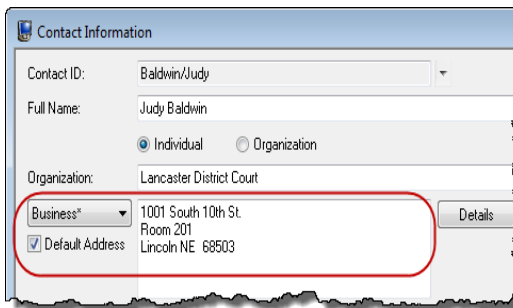 Contact Information
Contact ID: Baldwin/Judy
Full Name: Judy Baldwin
Individual Organization
Organization: Lancaster District Court
Business* 1001 South 10th St. Details
Room 201
Default Address Lincoln NE 68503